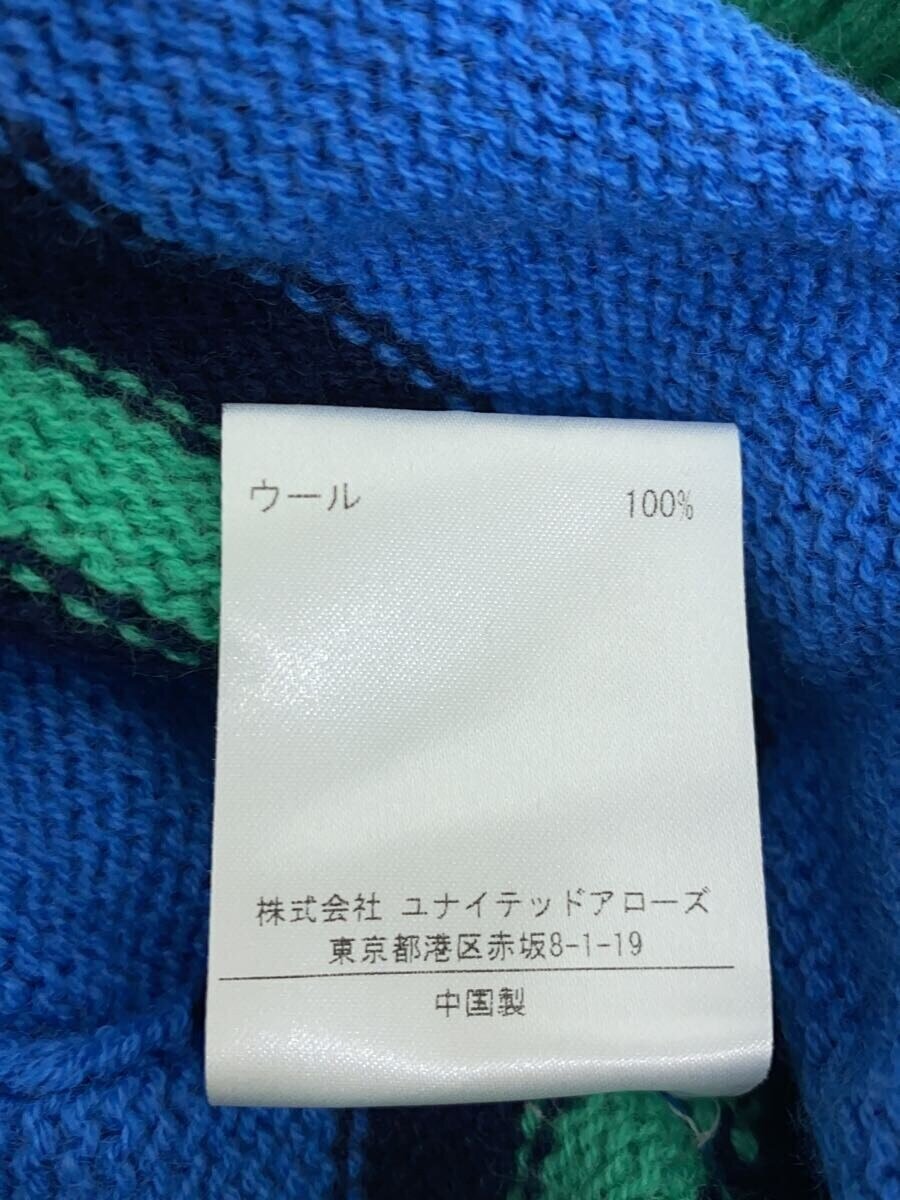 ウール 100%
株式会社 ユナイテッドアローズ
東京都港区赤坂8-1-19
中国製